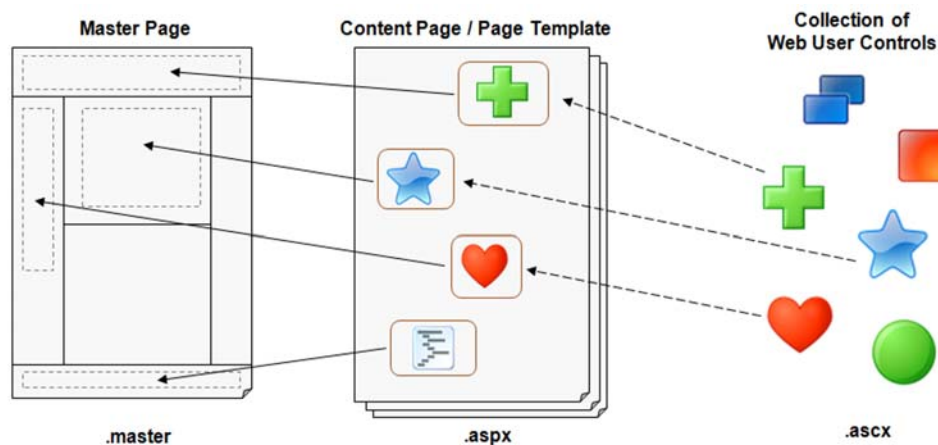 Master Page
Content Page / Page Template
Collection of
Web User Controls
.master
.aspx
.ascx